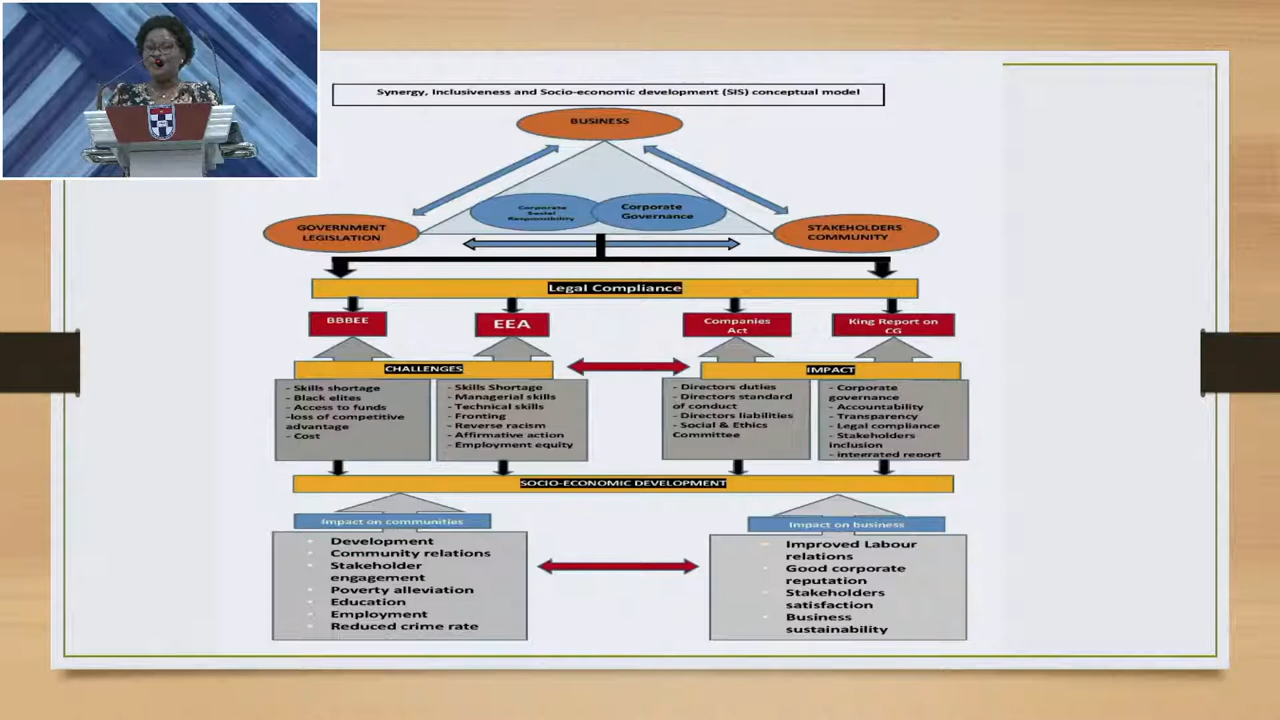 Synergy, Inclusiveness and Socio-economic development (SIS) conceptual model
BUSINESS
Corporate
Social
Responsibility
Corporate
Governance
GOVERNMENT
LEGISLATION
STAKEHOLDERS
COMMUNITY
Legal Compliance
BBBEE
EEA
Companies
Act
King Report on
CG
CHALLENGES
IMPACT
- Skills shortage
- Black elites
- Access to funds
-loss of competitive
advantage
- Cost
- Skills Shortage
- Managerial skills
- Technical skills
- Fronting
- Reverse racism
- Affirmative action
- Employment equity
- Directors duties
- Directors standard
of conduct
- Directors liabilities
- Social & Ethics
Committee
- Corporate
governance
- Accountability
- Transparency
- Legal compliance
- Stakeholders
inclusion
- integrated report
SOCIO-ECONOMIC DEVELOPMENT
Impact on communities
Impact on business
Development
Community relations
Stakeholder
engagement
Poverty alleviation
Education
Employment
Reduced crime rate
Improved Labour
relations
Good corporate
reputation
Stakeholders
satisfaction
Business
sustainability